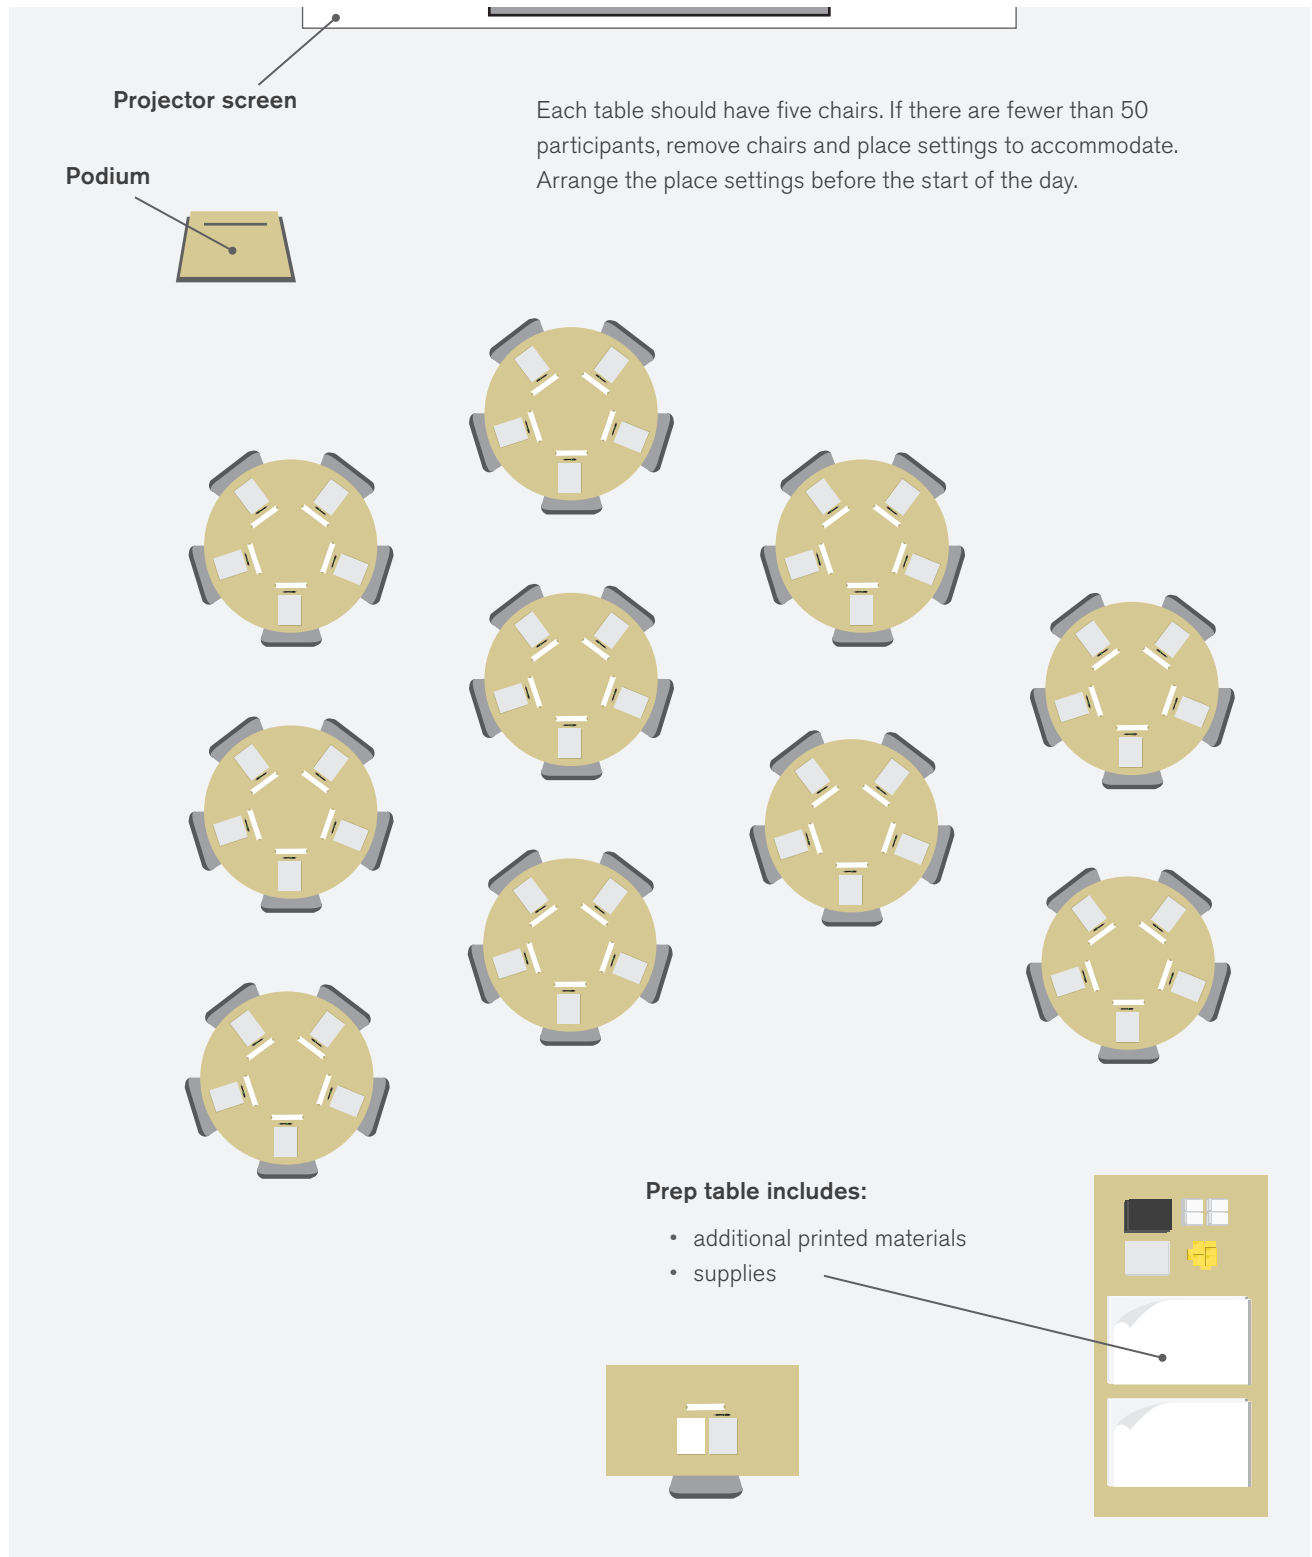 Projector screen
Each table should have five chairs. If there are fewer than 50
participants, remove chairs and place settings to accommodate.
Arrange the place settings before the start of the day.
Podium
Prep table includes:
• additional printed materials
• supplies